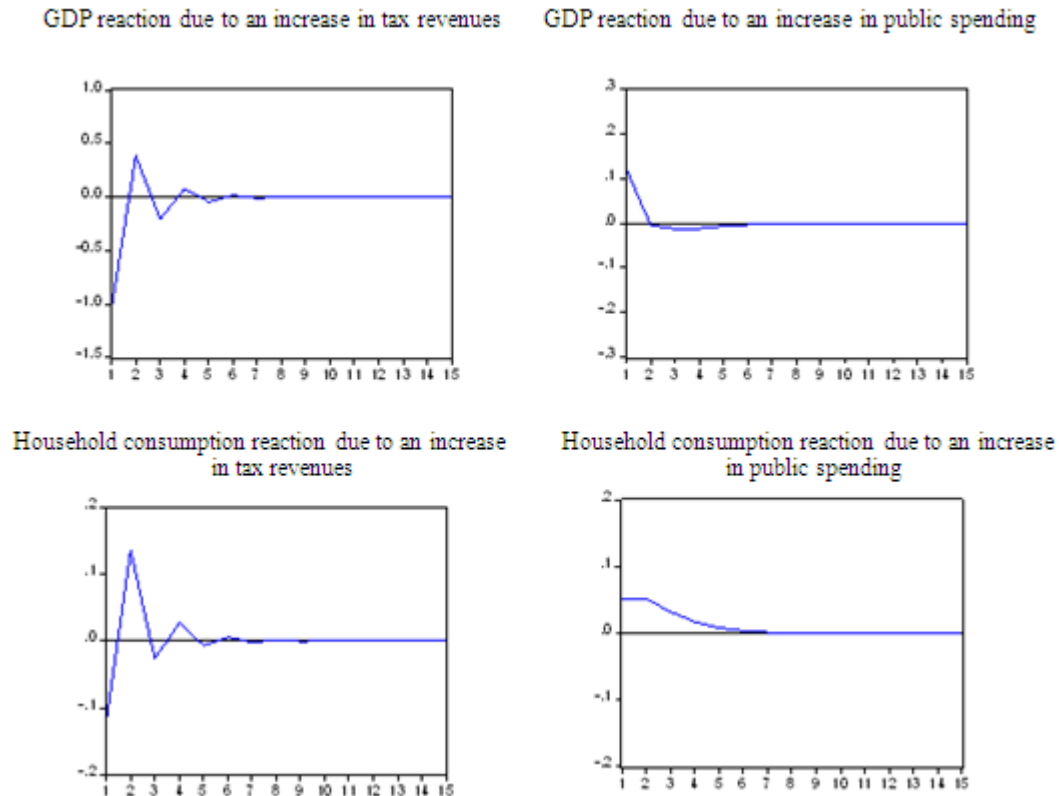 GDP reaction due to an increase in tax revenues
GDP reaction due to an increase in public spending
1.0
0.5
0.0
-0.5
-1.0
-1.5
1 2 3 4 5 6 7 8 9 10 11 12 13 14 15
.3
.2
.1
.0
-.1
-.2
-.3
1 2 3 4 5 6 7 8 9 10 11 12 13 14 15
Household consumption reaction due to an increase
in tax revenues
Household consumption reaction due to an increase
in public spending
.2
.1
.0
-.1
-.2
1 2 3 4 5 6 7 8 9 10 11 12 13 14 15
.2
.1
.0
-.1
-.2
1 2 3 4 5 6 7 8 9 10 11 12 13 14 15